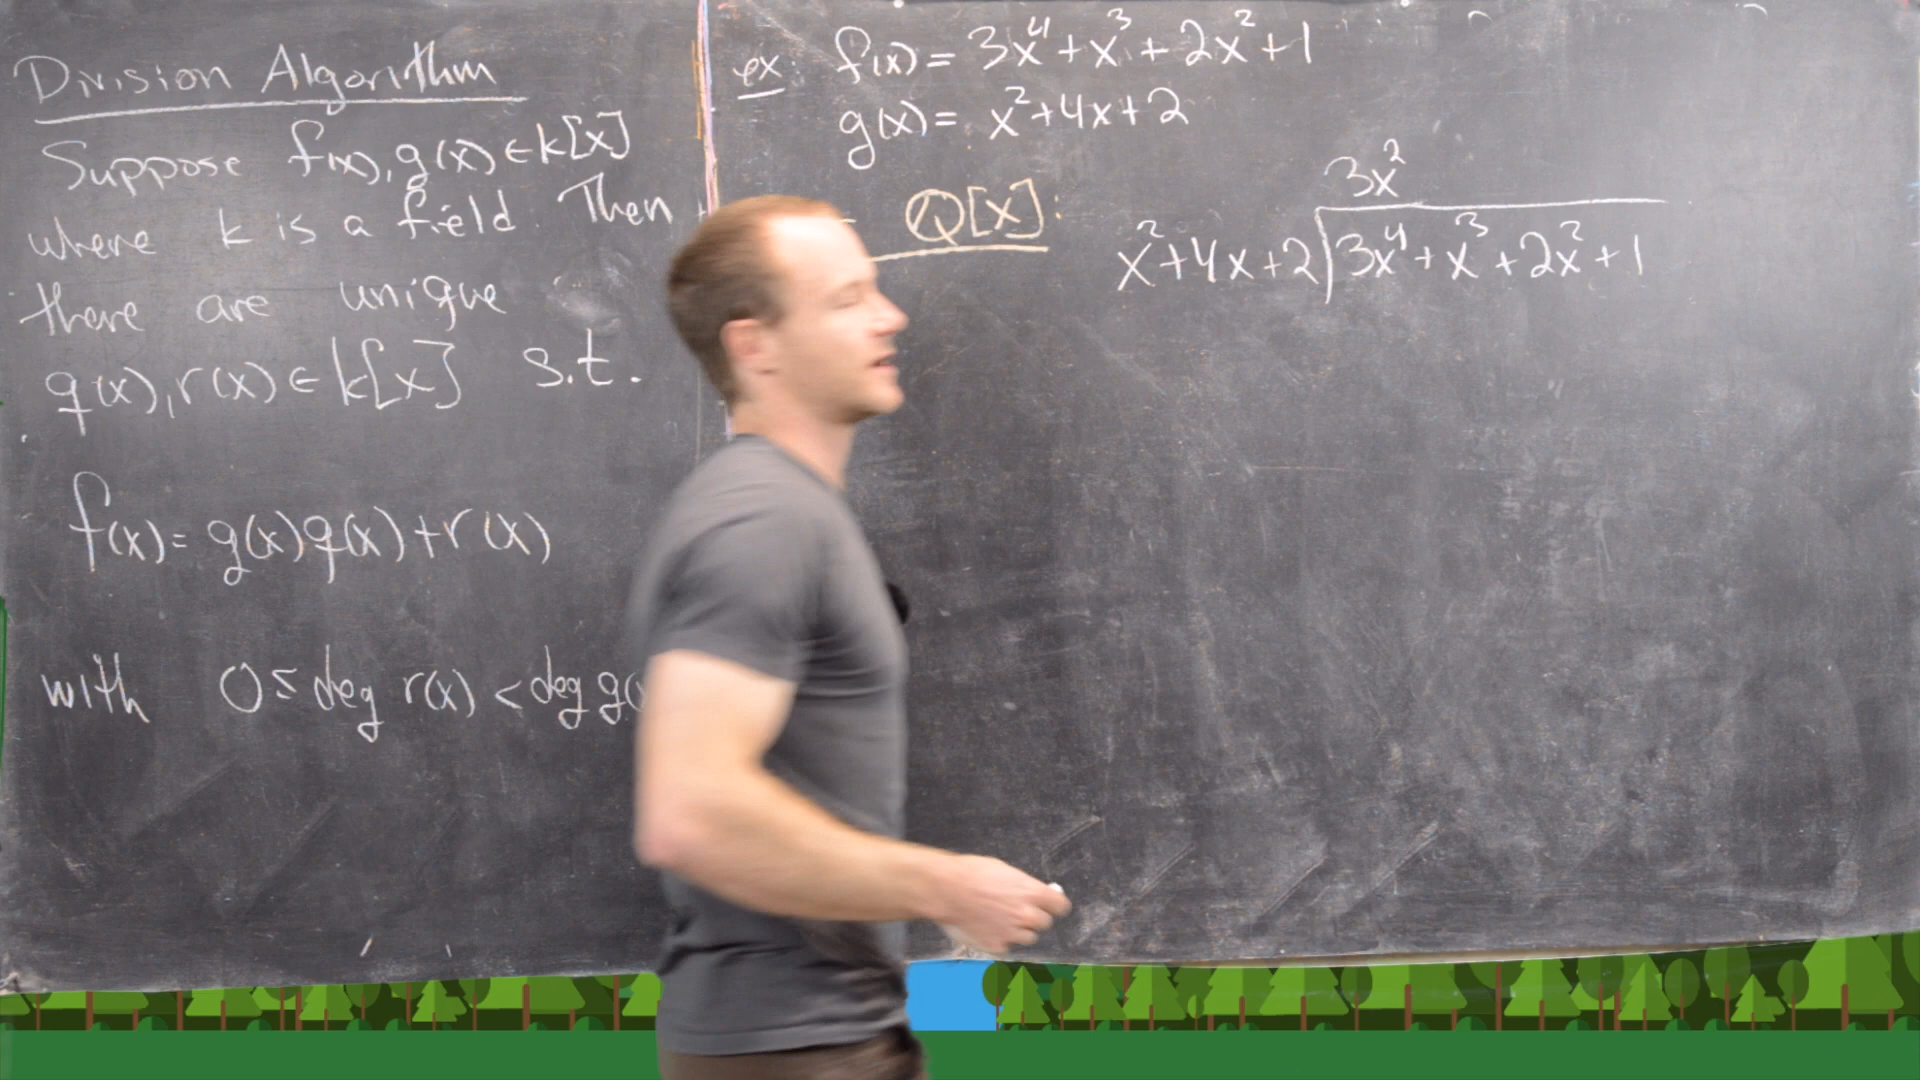 Division Algorithm
Suppose f(x), g(x) ∈ k[x]
where k is a field. Then
there are unique
q(x), r(x) ∈ k[x] s.t.
f(x) = g(x)q(x) + r(x)
with 0 ≤ deg r(x) < deg g(
ex f(x) = 3x⁴ + x³ + 2x² + 1
g(x) = x² + 4x + 2
Q[x]:
3x²
x² + 4x + 2 | 3x⁴ + x³ + 2x² + 1